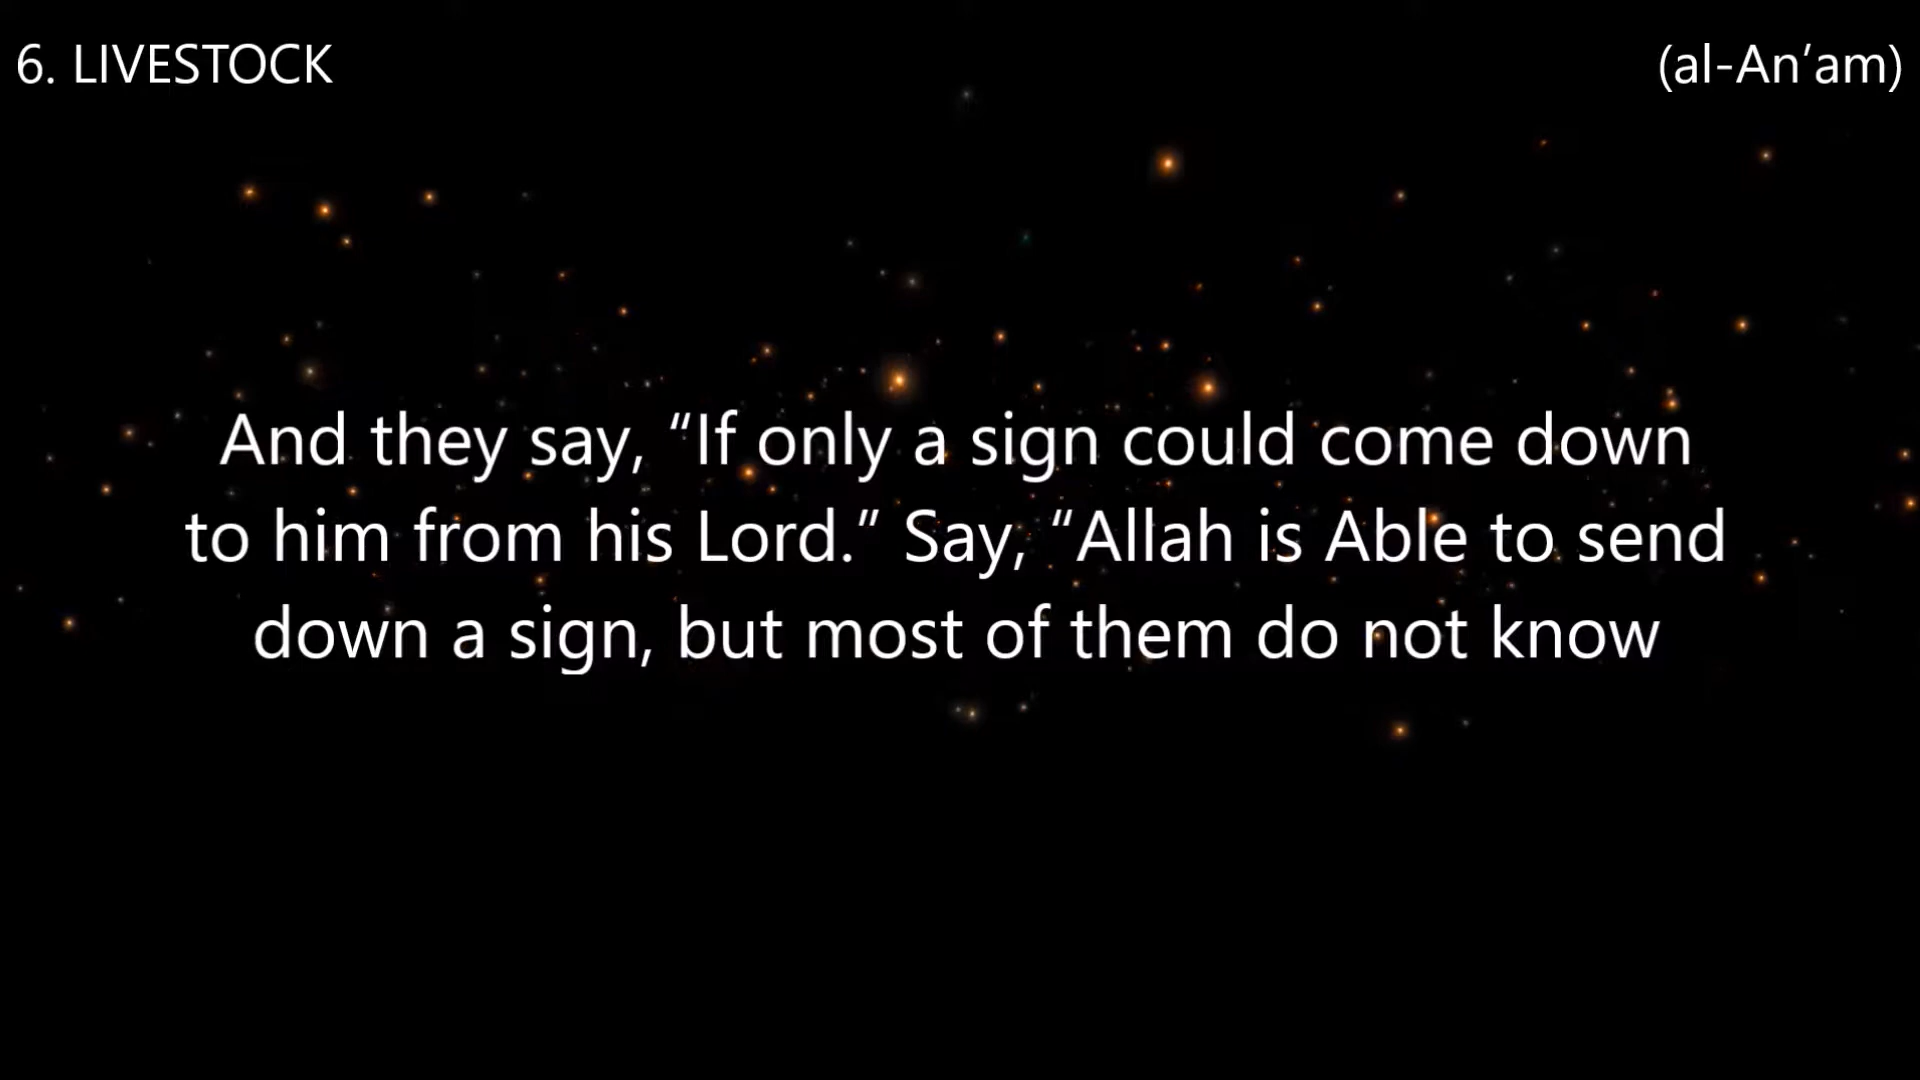 6. LIVESTOCK
(al-An’am)
And they say, “If only a sign could come down
to him from his Lord.” Say, “Allah is Able to send
down a sign, but most of them do not know